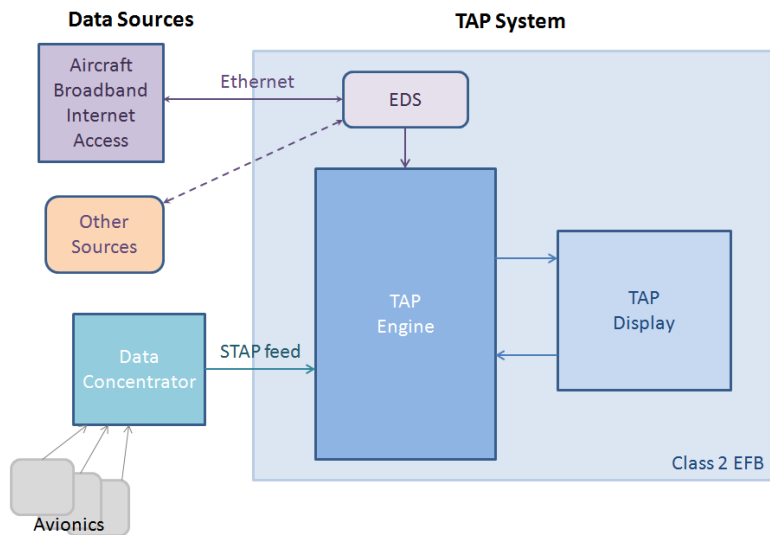 Data Sources
TAP System
Aircraft
Broadband
Internet
Access
Ethernet
EDS
Other
Sources
TAP
Engine
TAP
Display
Data
Concentrator
STAP feed
Class 2 EFB
Avionics